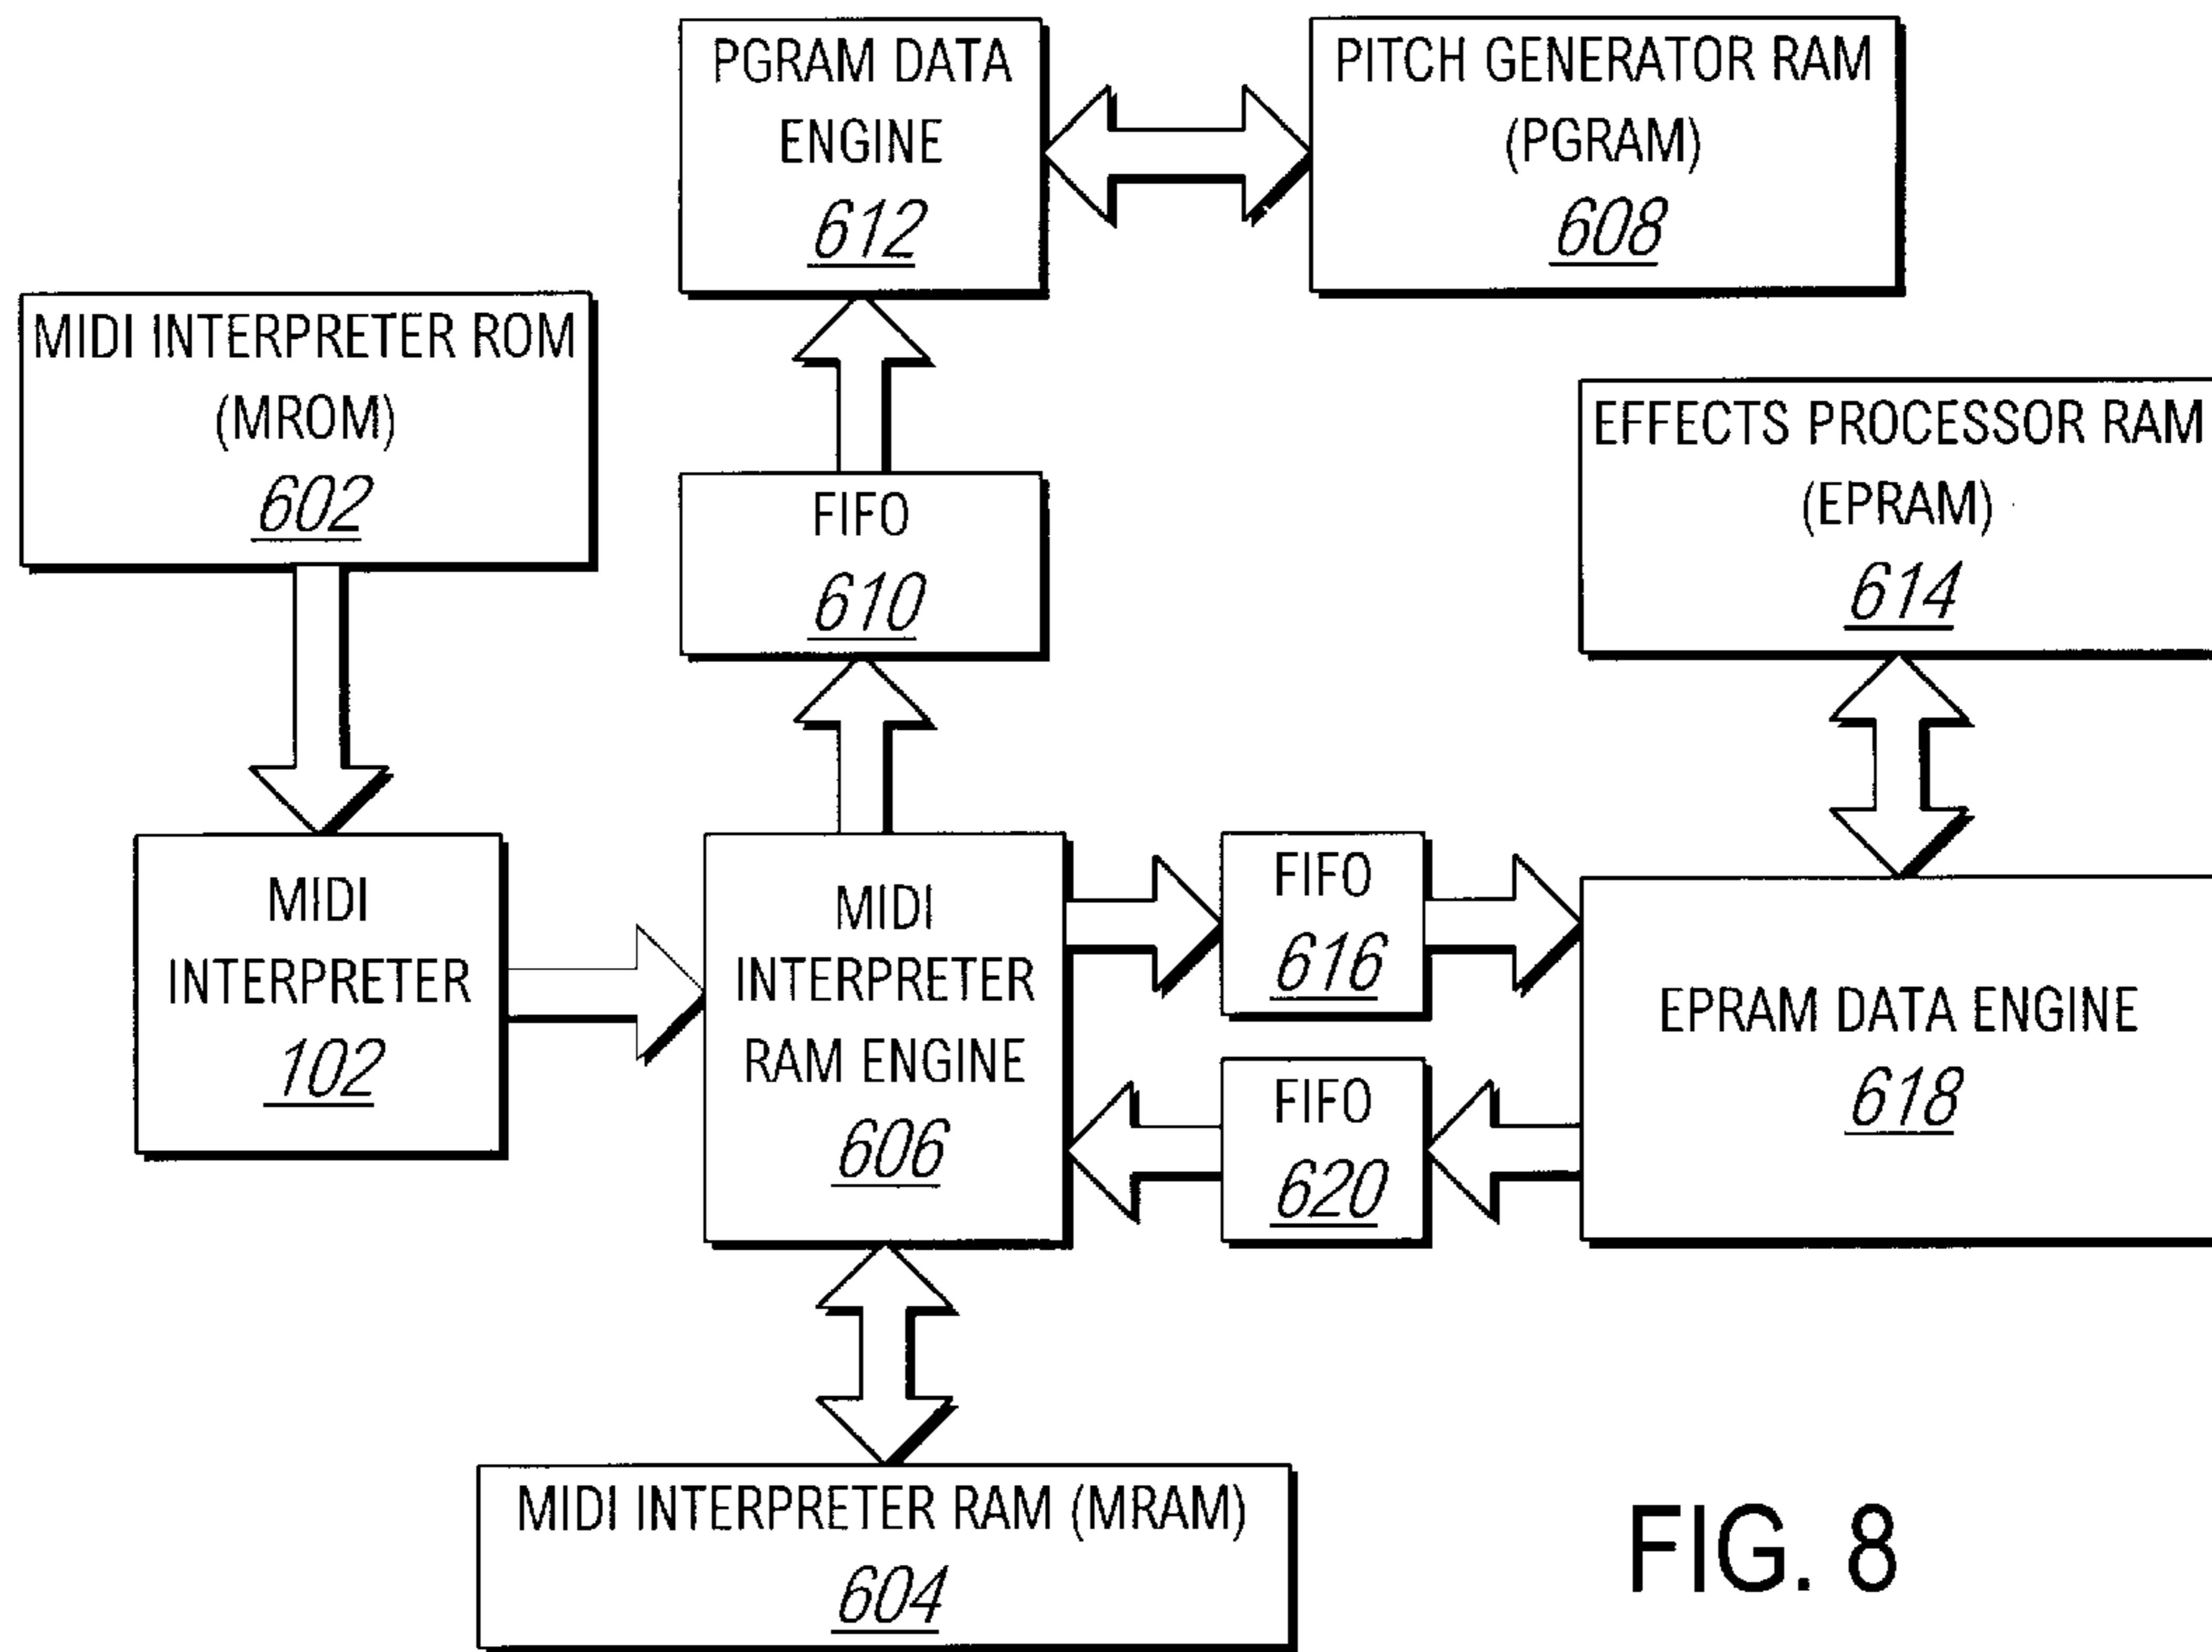 PGRAM DATA
ENGINE
612
PITCH GENERATOR RAM
(PGRAM)
608
MIDI INTERPRETER ROM
(MROM)
602
FIFO
610
EFFECTS PROCESSOR RAM
(EPRAM)
614
MIDI
INTERPRETER
102
MIDI
INTERPRETER
RAM ENGINE
606
FIFO
616
FIFO
620
EPRAM DATA ENGINE
618
MIDI INTERPRETER RAM (MRAM)
604
FIG. 8